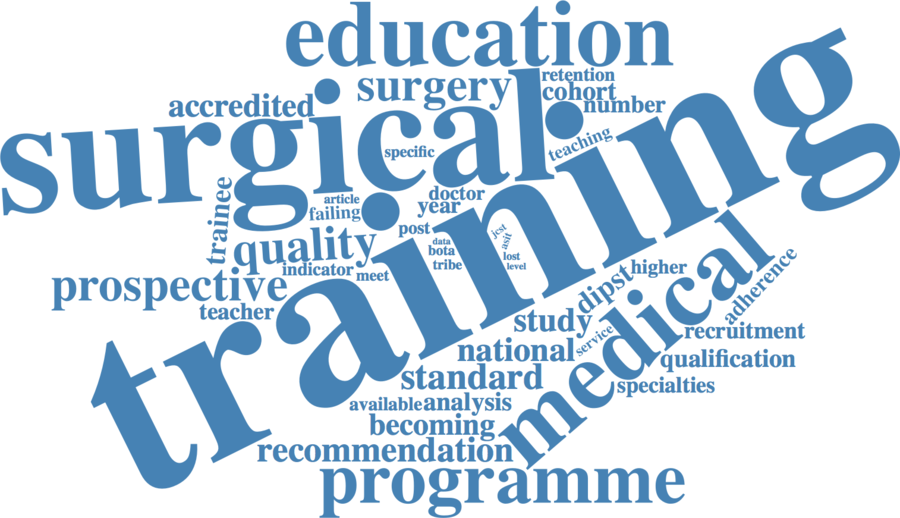 education
retention
surgery
cohort
accredited
number
surgical
training
teaching
specific
trainee
article
doctor
failing
year
post
quality
data
bota
jcst
asit
lost
level
tribe
indicator
meet
prospective
teacher
higher
dipst
medical
adherence
study
service
recruitment
national
qualification
standard
specialties
available
analysis
becoming
recommendation
programme